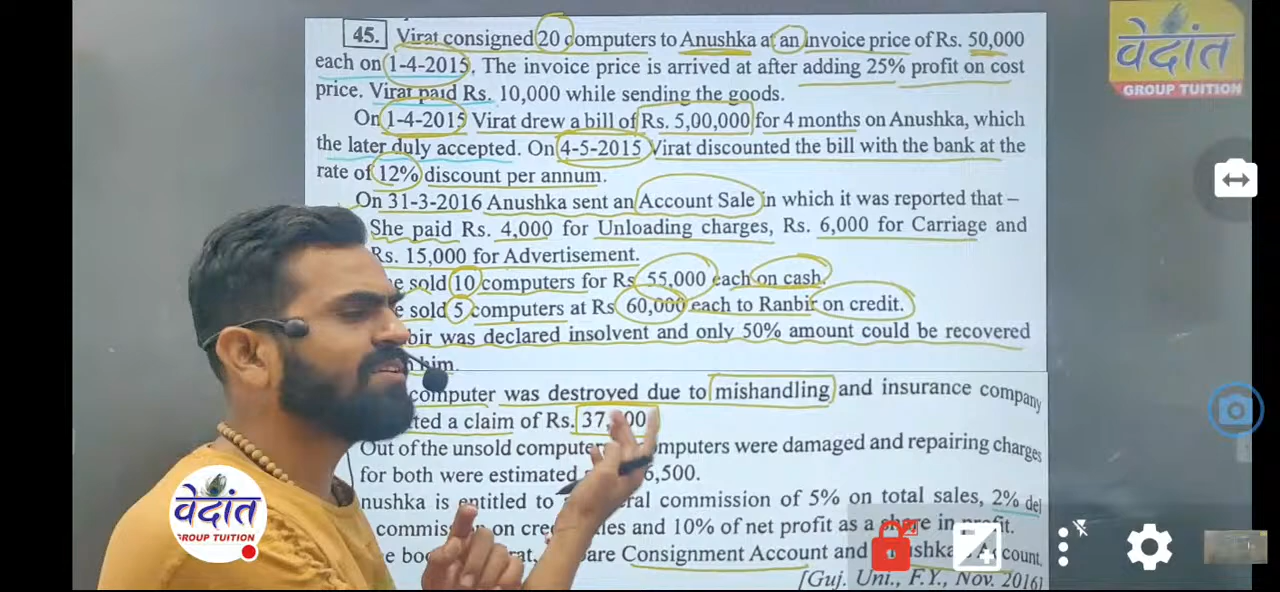 45. Virat consigned 20 computers to Anushka at an invoice price of Rs. 50,000
each on 1-4-2015. The invoice price is arrived at after adding 25% profit on cost
price. Virat paid Rs. 10,000 while sending the goods.
On 1-4-2015 Virat drew a bill of Rs. 5,00,000 for 4 months on Anushka, which
the later duly accepted. On 4-5-2015 Virat discounted the bill with the bank at the
rate of 12% discount per annum.
On 31-3-2016 Anushka sent an Account Sale in which it was reported that –
She paid Rs. 4,000 for Unloading charges, Rs. 6,000 for Carriage and
Rs. 15,000 for Advertisement.
sold 10 computers for Rs. 55,000 each on cash.
sold 5 computers at Rs 60,000 each to Ranbir on credit.
was declared insolvent and only 50% amount could be recovered
him.
computer was destroyed due to mishandling and insurance company
a claim of Rs.
Out of the unsold were damaged and repairing charges
for both were estimated
is entitled to commission of 5% on total sales, 2% del
on and 10% of net profit as a share in profit.
Consignment Account and
[Guj. Uni., F.Y., Nov. 2016]
वेदांत
GROUP TUITION
वेदांत
GROUP TUITION